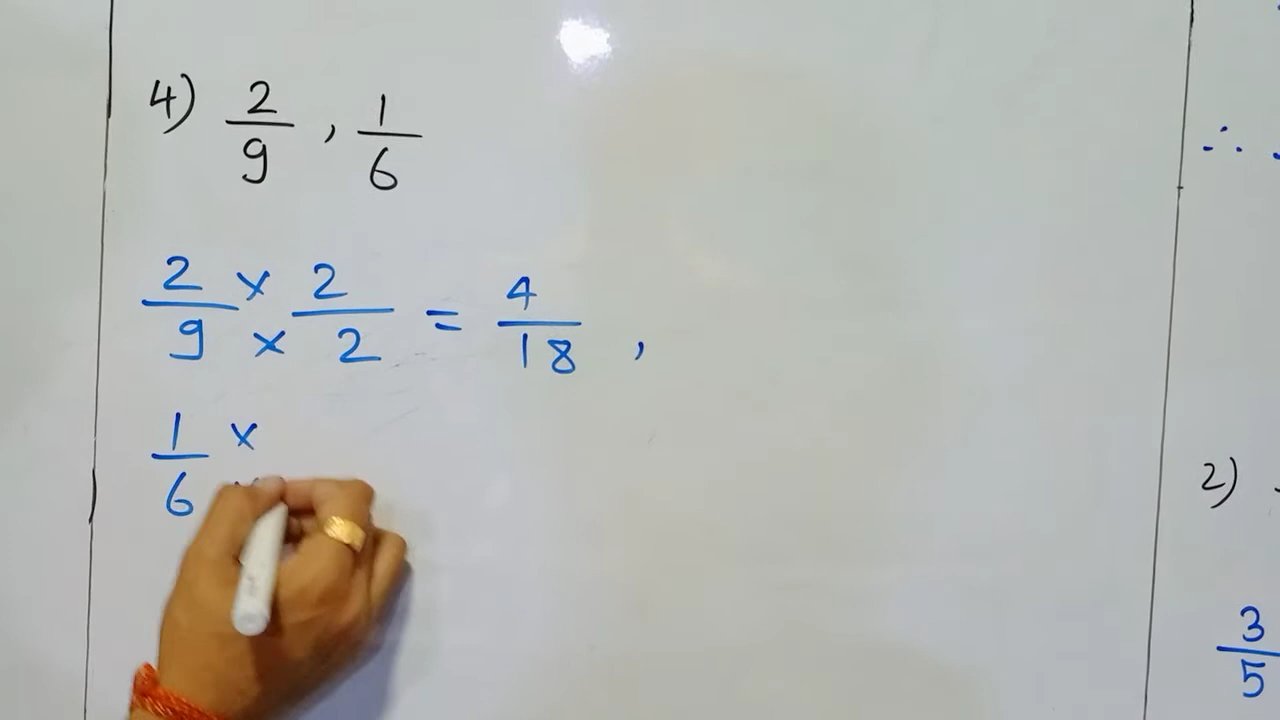 4) 2/9 , 1/6
2/9 × 2/2 = 4/18 ,
1/6 ×
∴
2)
3/5